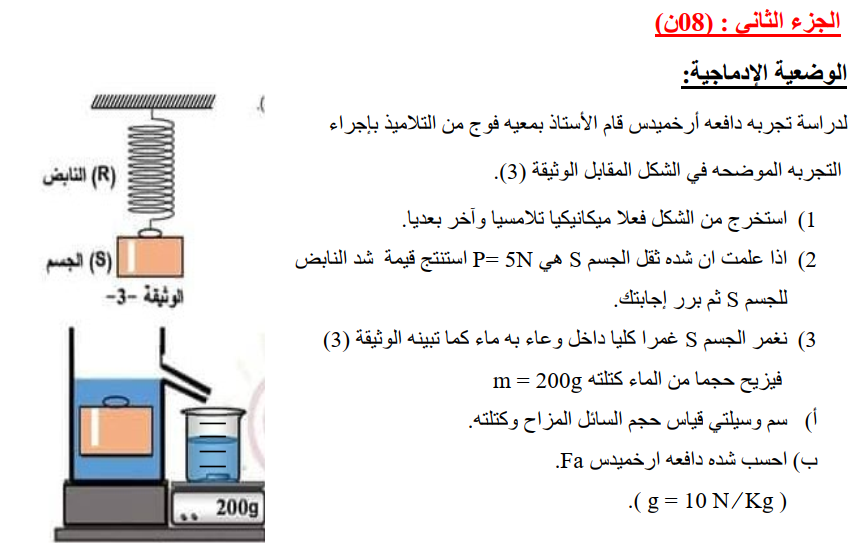 الجزء الثاني : (08ن)
الوضعية الإدماجية:
لدراسة تجربه دافعه أرخميدس قام الأستاذ بمعيه فوج من التلاميذ بإجراء
التجربه الموضحه في الشكل المقابل الوثيقة (3).
1) استخرج من الشكل فعلا ميكانيكيا تلامسيا وآخر بعديا.
2) اذا علمت ان شده ثقل الجسم S هي P= 5N استنتج قيمة شد النابض
للجسم S ثم برر إجابتك.
3) نغمر الجسم S غمرا كليا داخل وعاء به ماء كما تبينه الوثيقة (3)
فيزيح حجما من الماء كتلته m = 200g
أ) سم وسيلتي قياس حجم السائل المزاح وكتلته.
ب) احسب شده دافعه ارخميدس Fa.
( g = 10 N/Kg ).
(R) النابض
(S) الجسم
الوثيقة -3-
200g